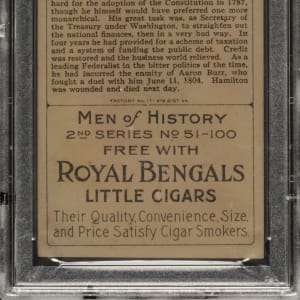 hard for the adoption of the Constitution in 1787,
though he himself would have preferred one more
monarchical. His great task was, as Secretary of
the Treasury under Washington, to straighten out
the national finances, then in a very bad way. In
four years he had provided for a scheme of taxation
and a system of funding the public debt. Credit
was restored and the business world relieved. As a
leading Federalist in the bitter politics of the time,
he had incurred the enmity of Aaron Burr, who
fought a duel with him June 11, 1804. Hamilton
was wounded and died next day.
FACTORY No. 17-
MEN OF HISTORY
2ND SERIES No 51-100
FREE WITH
ROYAL BENGALS
LITTLE CIGARS
Their Quality, Convenience, Size,
and Price Satisfy Cigar Smokers.